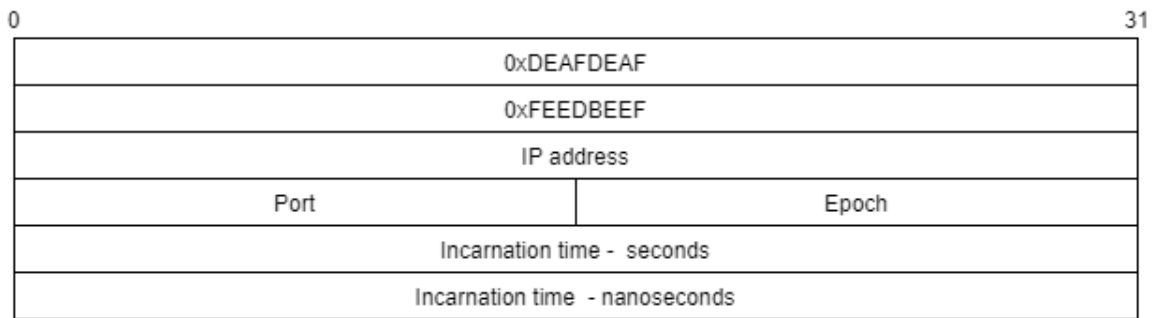 0 31
0xDEAFDEAF
0xFEEDBEEF
IP address
Port Epoch
Incarnation time - seconds
Incarnation time - nanoseconds